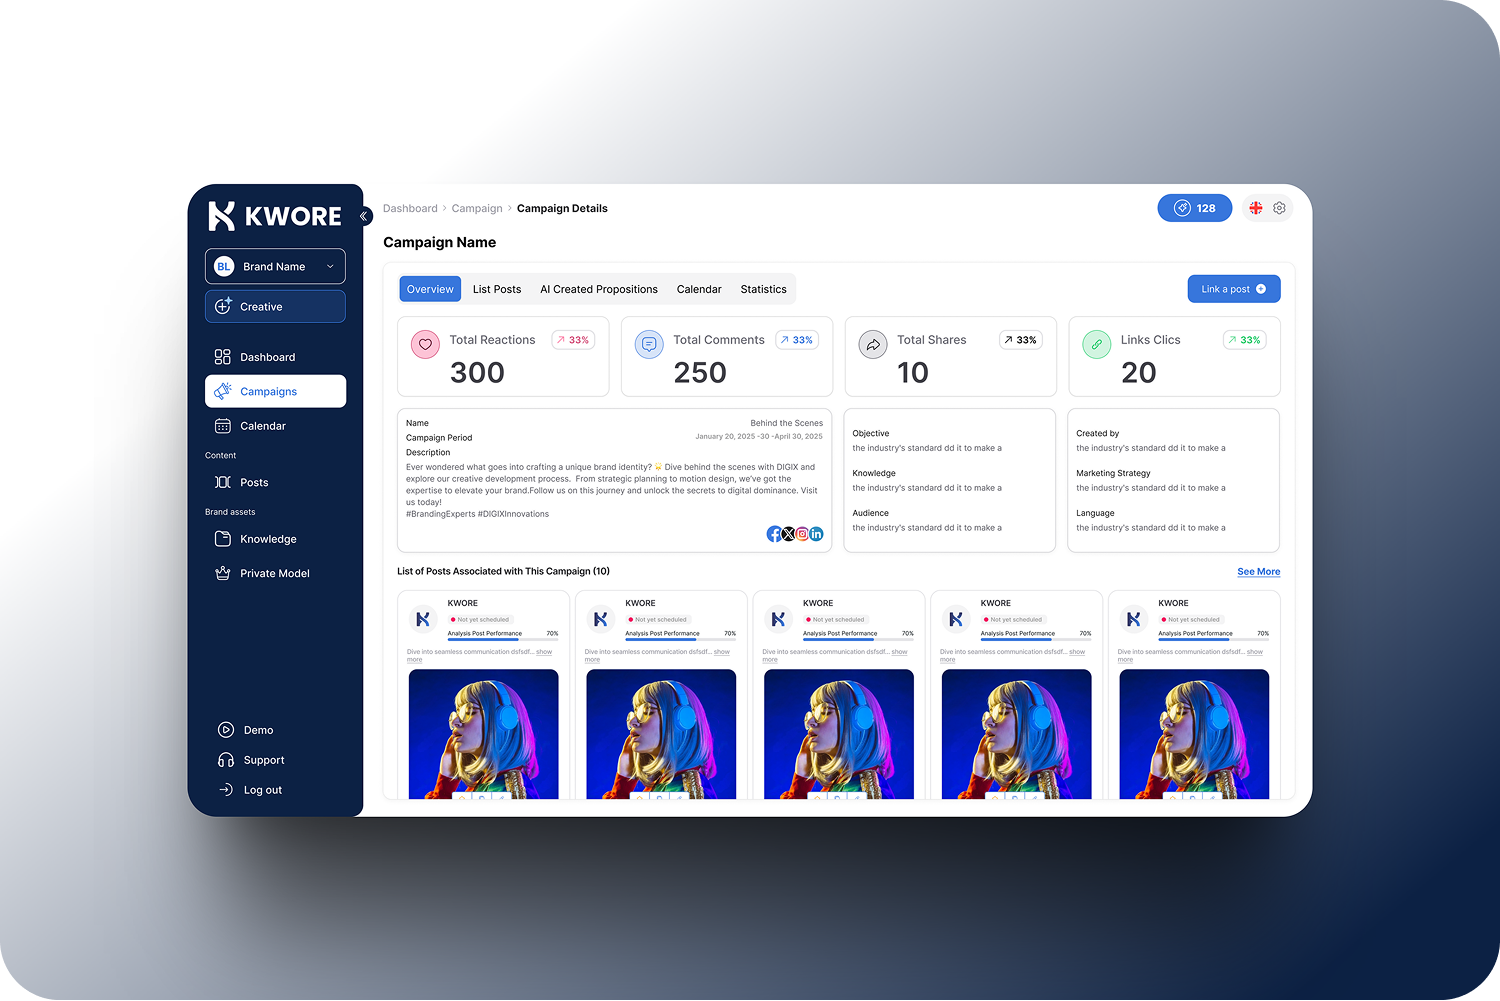 KWORE
Dashboard > Campaign > Campaign Details
128
Campaign Name
BL Brand Name
Creative
Dashboard
Campaigns
Calendar
Content
Posts
Brand assets
Knowledge
Private Model
Demo
Support
Log out
Overview List Posts AI Created Propositions Calendar Statistics
Link a post
Total Reactions 33%
300
Total Comments 33%
250
Total Shares 33%
10
Links Clics 33%
20
Name Behind the Scenes
Campaign Period January 20, 2025 -30 -April 30, 2025
Description
Ever wondered what goes into crafting a unique brand identity? 🌟 Dive behind the scenes with DIGIX and
explore our creative development process. From strategic planning to motion design, we've got the
expertise to elevate your brand.Follow us on this journey and unlock the secrets to digital dominance. Visit
us today!
#BrandingExperts #DIGIXInnovations
Objective
the industry's standard dd it to make a
Knowledge
the industry's standard dd it to make a
Audience
the industry's standard dd it to make a
Created by
the industry's standard dd it to make a
Marketing Strategy
the industry's standard dd it to make a
Language
the industry's standard dd it to make a
List of Posts Associated with This Campaign (10)
See More
KWORE
Not yet scheduled
Analysis Post Performance 70%
Dive into seamless communication dsfsdf... show
more
KWORE
Not yet scheduled
Analysis Post Performance 70%
Dive into seamless communication dsfsdf... show
more
KWORE
Not yet scheduled
Analysis Post Performance 70%
Dive into seamless communication dsfsdf... show
more
KWORE
Not yet scheduled
Analysis Post Performance 70%
Dive into seamless communication dsfsdf... show
more
KWORE
Not yet scheduled
Analysis Post Performance 70%
Dive into seamless communication dsfsdf... show
more